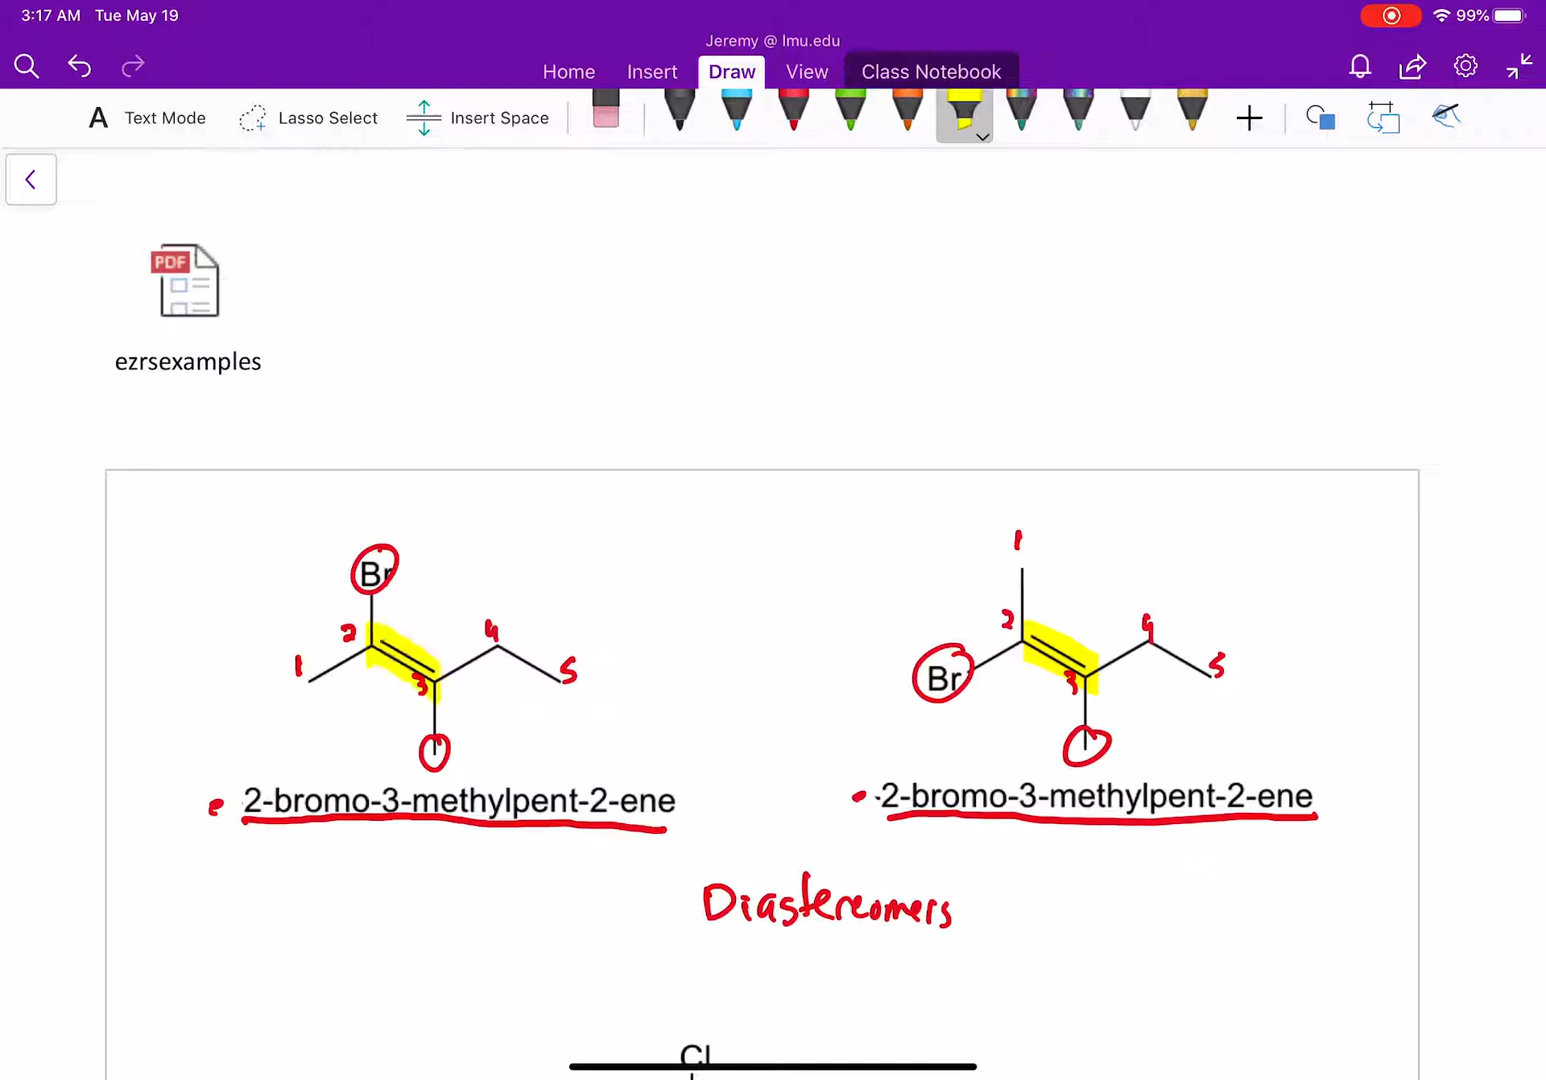 3:17 AM Tue May 19
99%
Jeremy @ lmu.edu
Home Insert Draw View Class Notebook
A Text Mode Lasso Select Insert Space
PDF
ezrsexamples
1
Br Br
2 4 2 4
1 3 5 3 5
2-bromo-3-methylpent-2-ene -2-bromo-3-methylpent-2-ene
Diastereomers
Cl